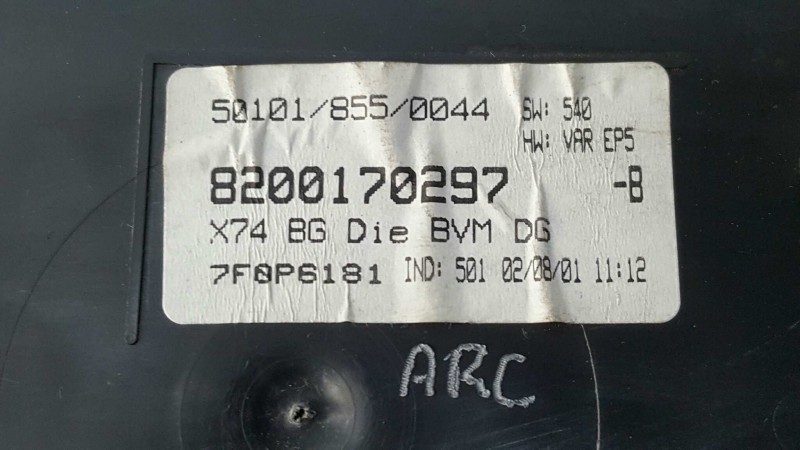 50101/855/0044 SW: 540
HW: VAR EP5
8200170297 -B
X74 BG Die BVM DG
7F0P6181 IND: 501 02/08/01 11:12
ARC